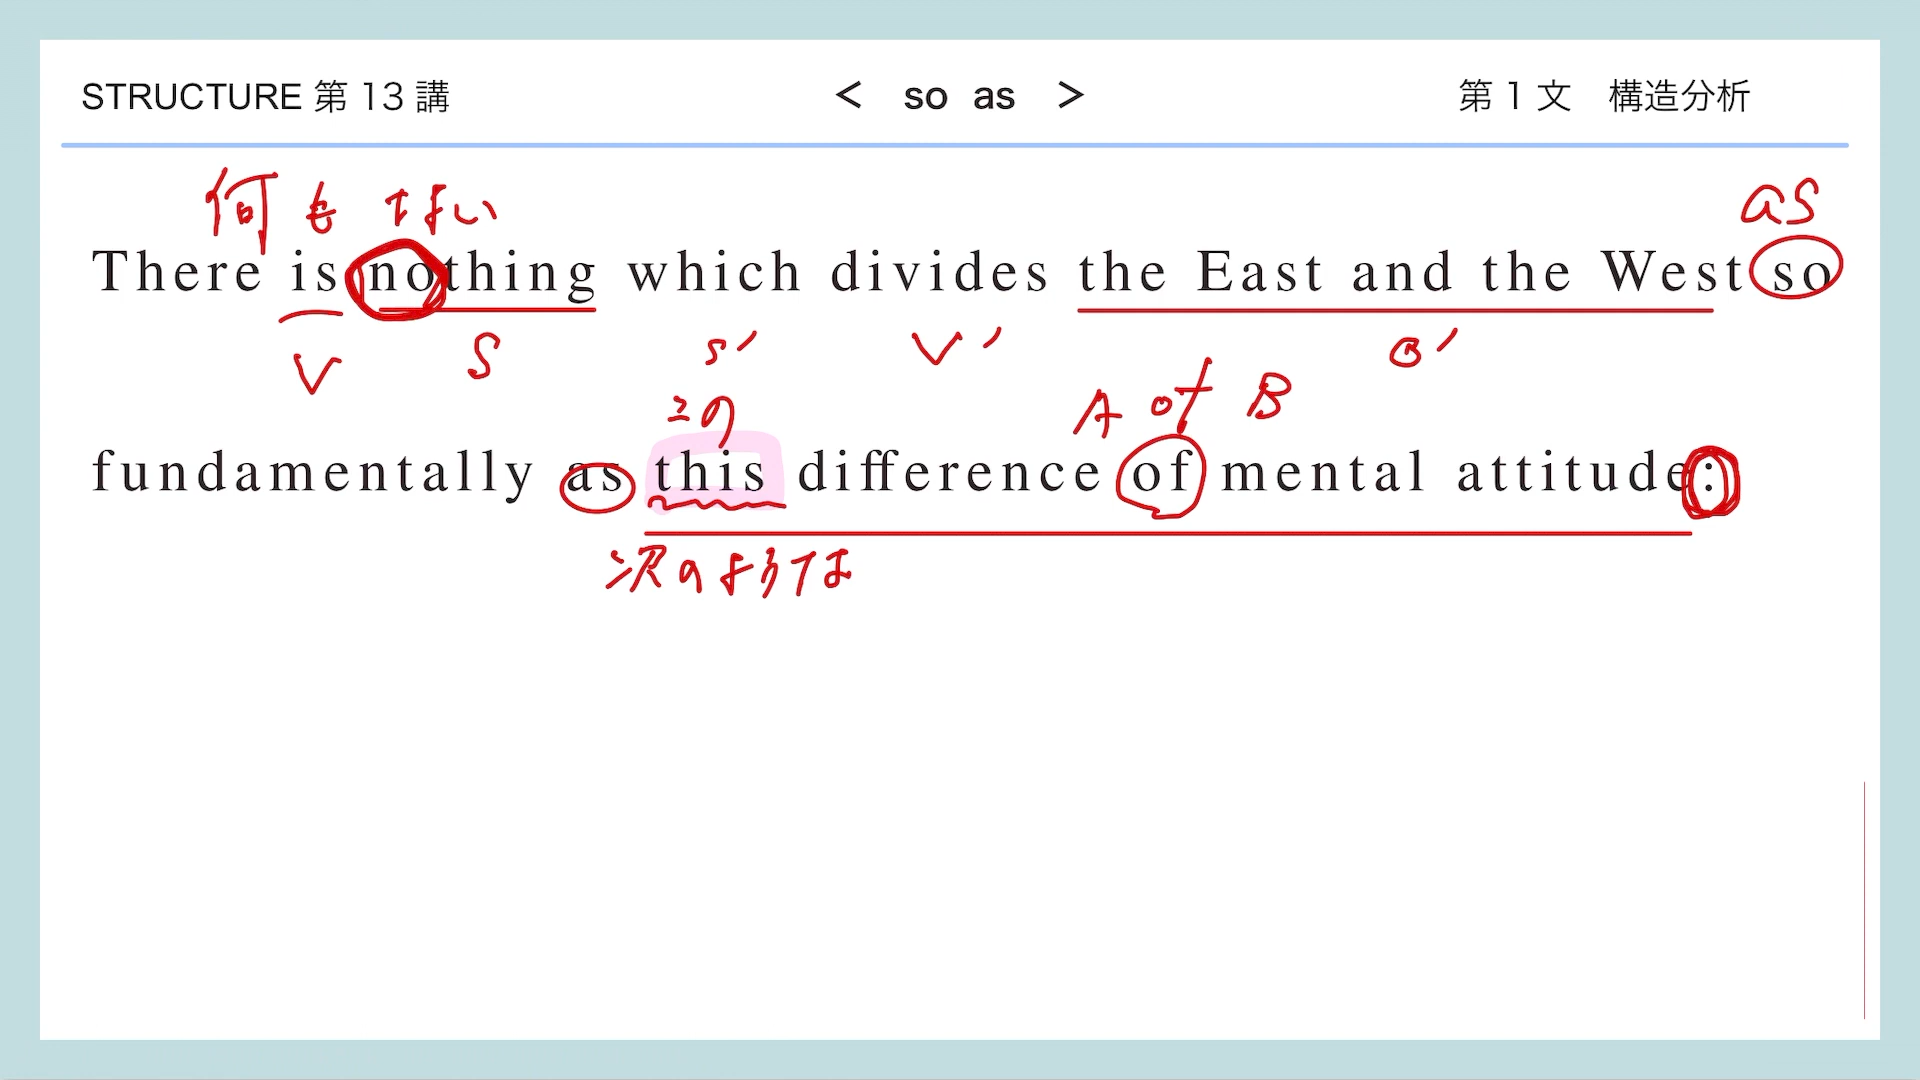 STRUCTURE 第 13 講 < so as > 第 1 文 構造分析
何もない as
There is nothing which divides the East and the West so
V S S′ V′ O′
この A of B
fundamentally as this difference of mental attitude:
次のような